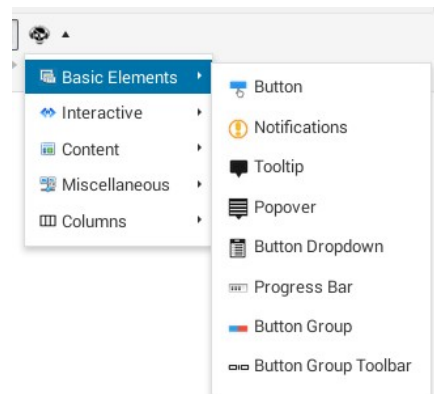 Basic Elements
Interactive
Content
Miscellaneous
Columns
Button
Notifications
Tooltip
Popover
Button Dropdown
Progress Bar
Button Group
Button Group Toolbar